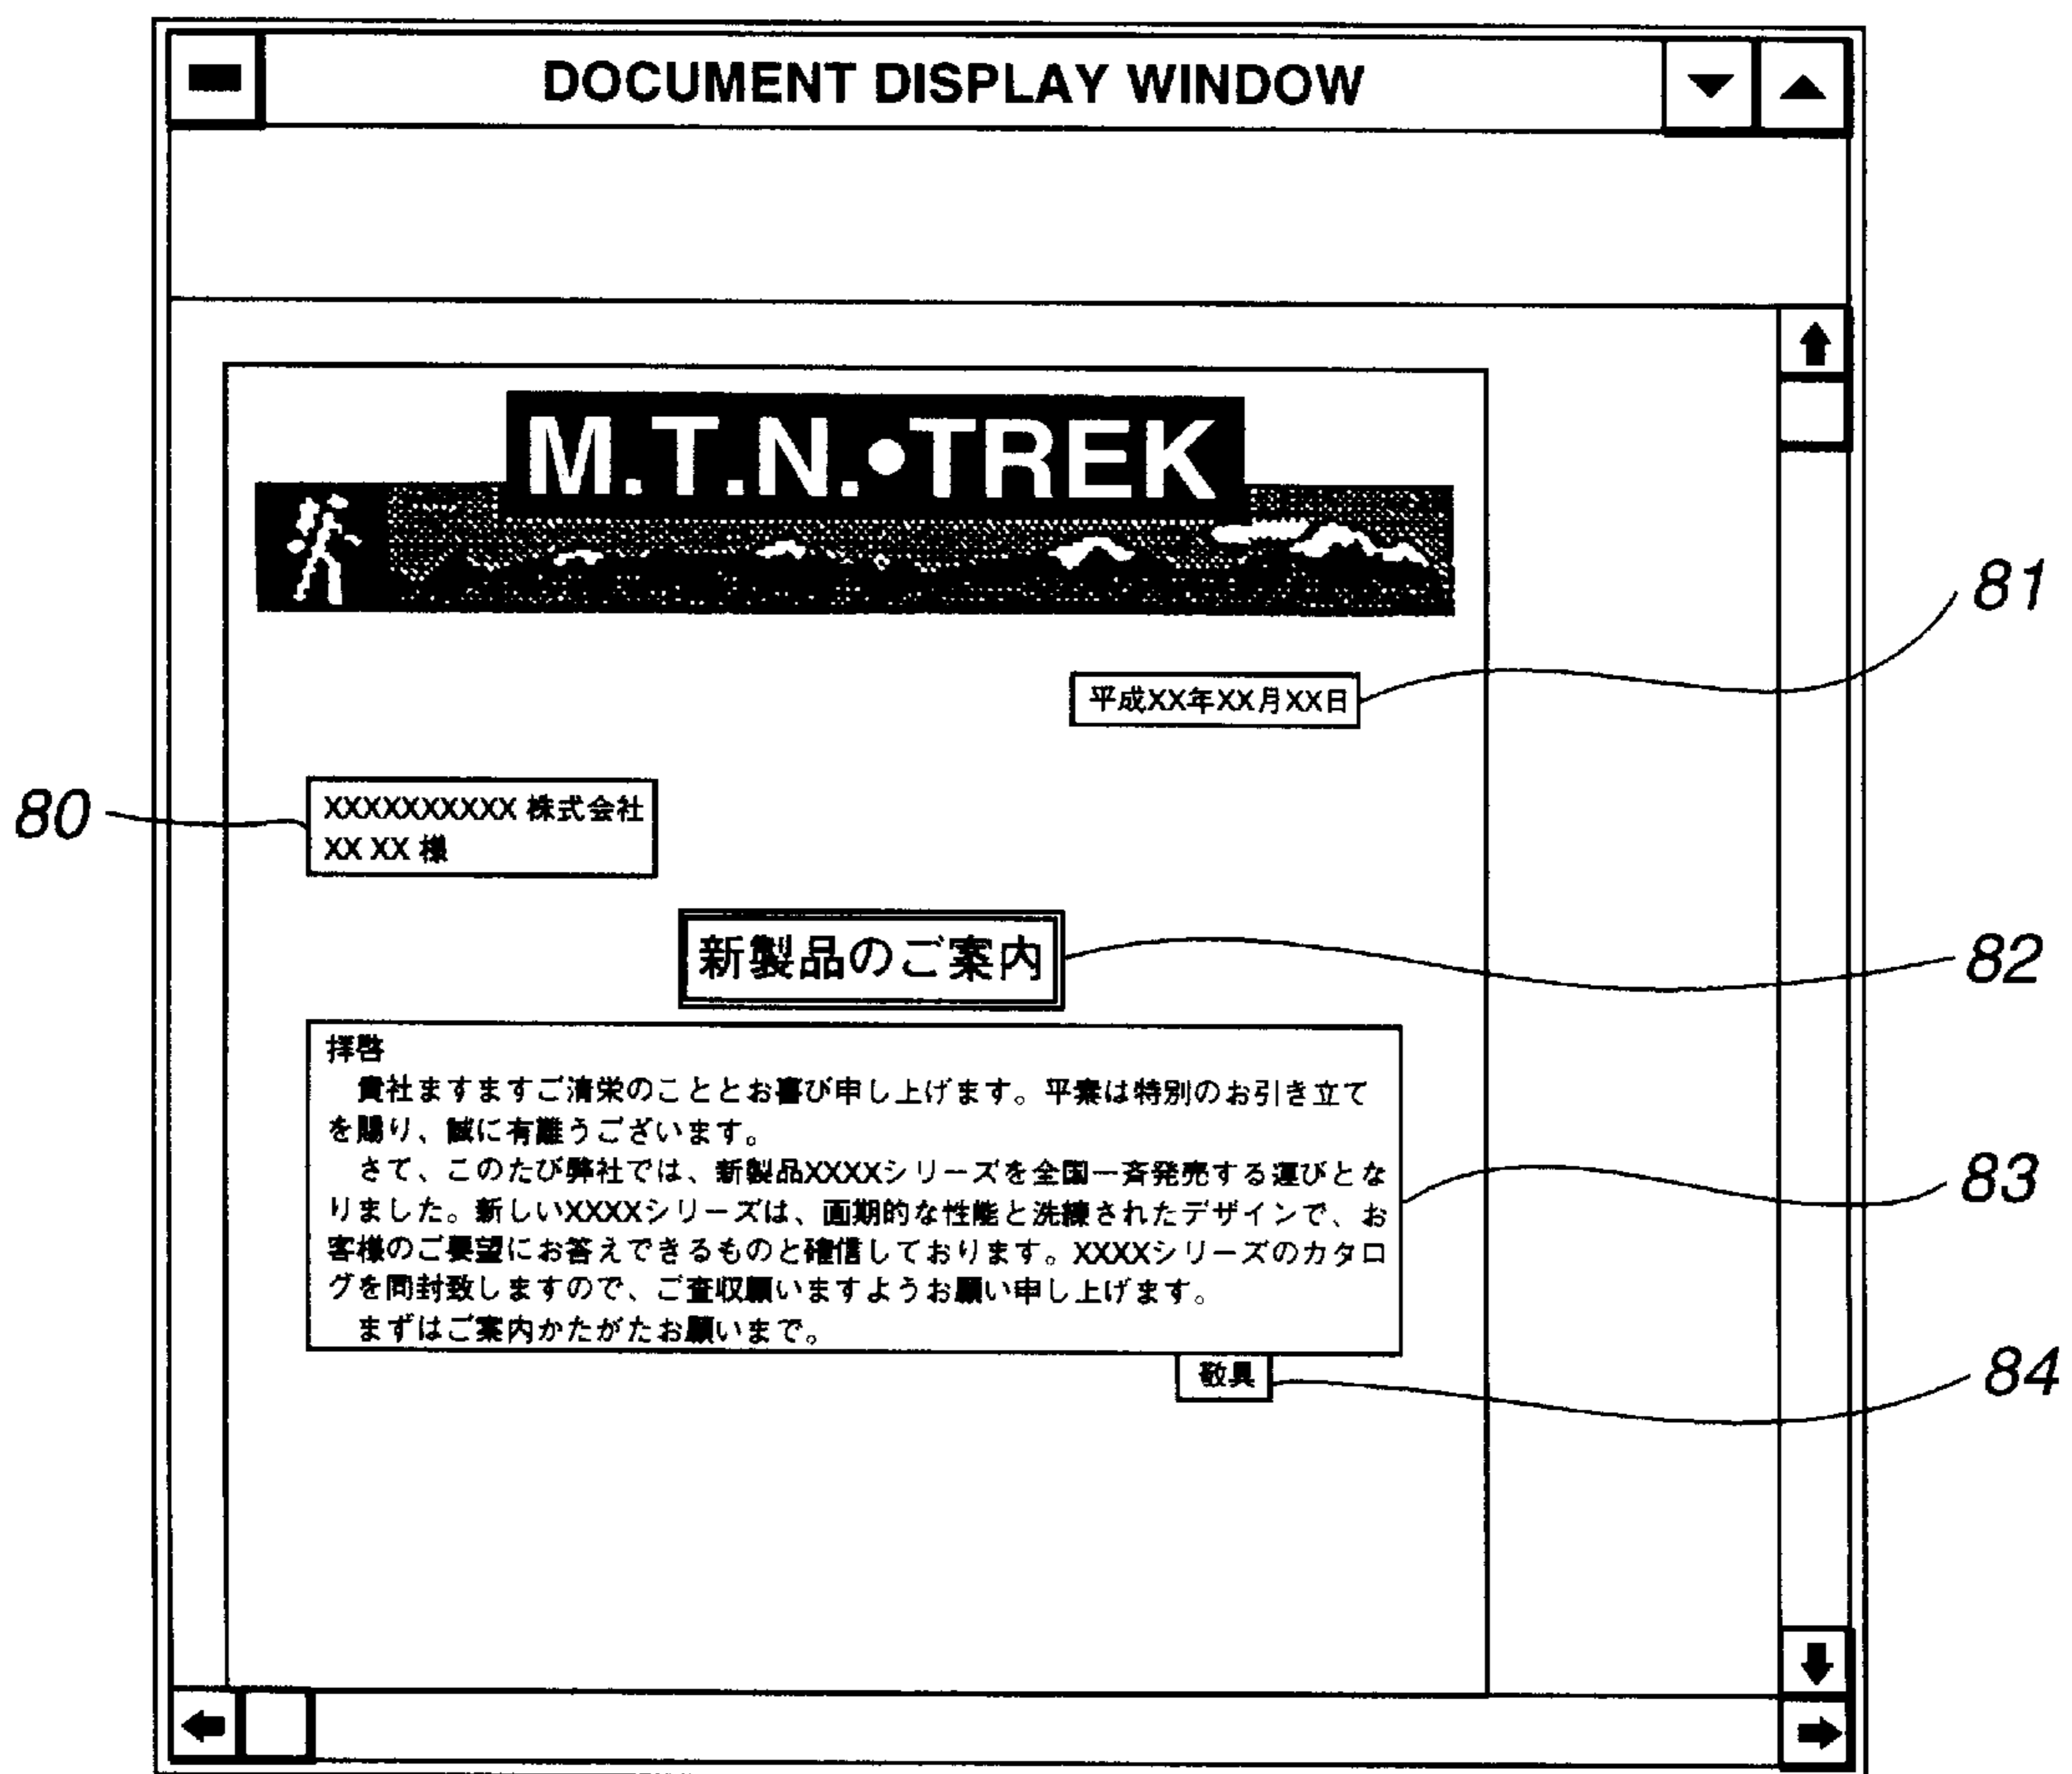 DOCUMENT DISPLAY WINDOW
M.T.N.•TREK
81
平成XX年XX月XX日
80
XXXXXXXXXX 株式会社
XX XX 様
新製品のご案内
82
拝啓
　貴社ますますご清栄のこととお喜び申し上げます。平素は特別のお引き立て
を賜り、誠に有難うございます。
　さて、このたび弊社では、新製品XXXXシリーズを全国一斉発売する運びとな
りました。新しいXXXXシリーズは、画期的な性能と洗練されたデザインで、お
客様のご要望にお答えできるものと確信しております。XXXXシリーズのカタロ
グを同封致しますので、ご査収願いますようお願い申し上げます。
　まずはご案内かたがたお願いまで。
83
敬具
84